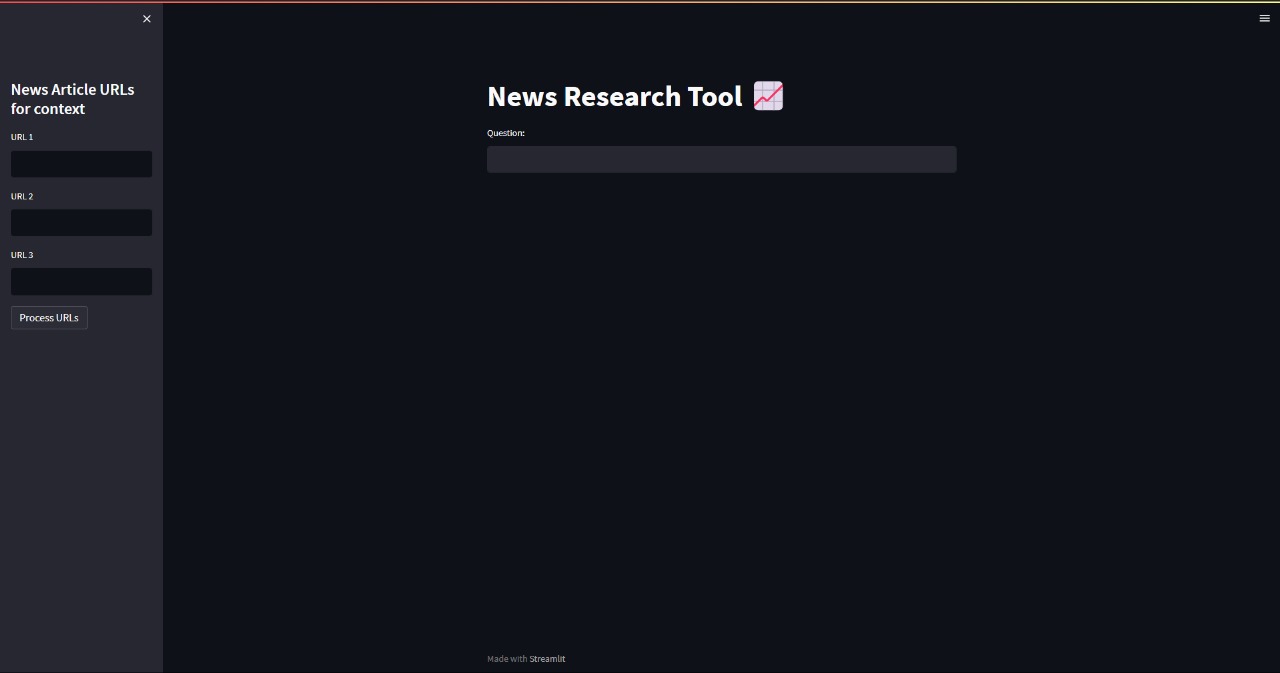 News Article URLs
for context
URL 1
URL 2
URL 3
Process URLs
News Research Tool
Question:
Made with Streamlit